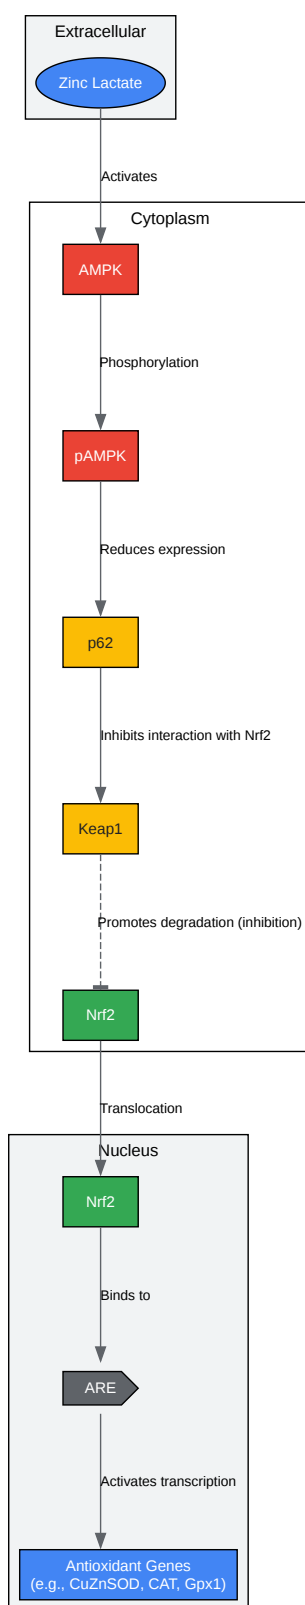 Extracellular
Zinc Lactate
Activates
Cytoplasm
AMPK
Phosphorylation
pAMPK
Reduces expression
p62
Inhibits interaction with Nrf2
Keap1
Promotes degradation (inhibition)
Nrf2
Translocation
Nucleus
Nrf2
Binds to
ARE
Activates transcription
Antioxidant Genes
(e.g., CuZnSOD, CAT, Gpx1)